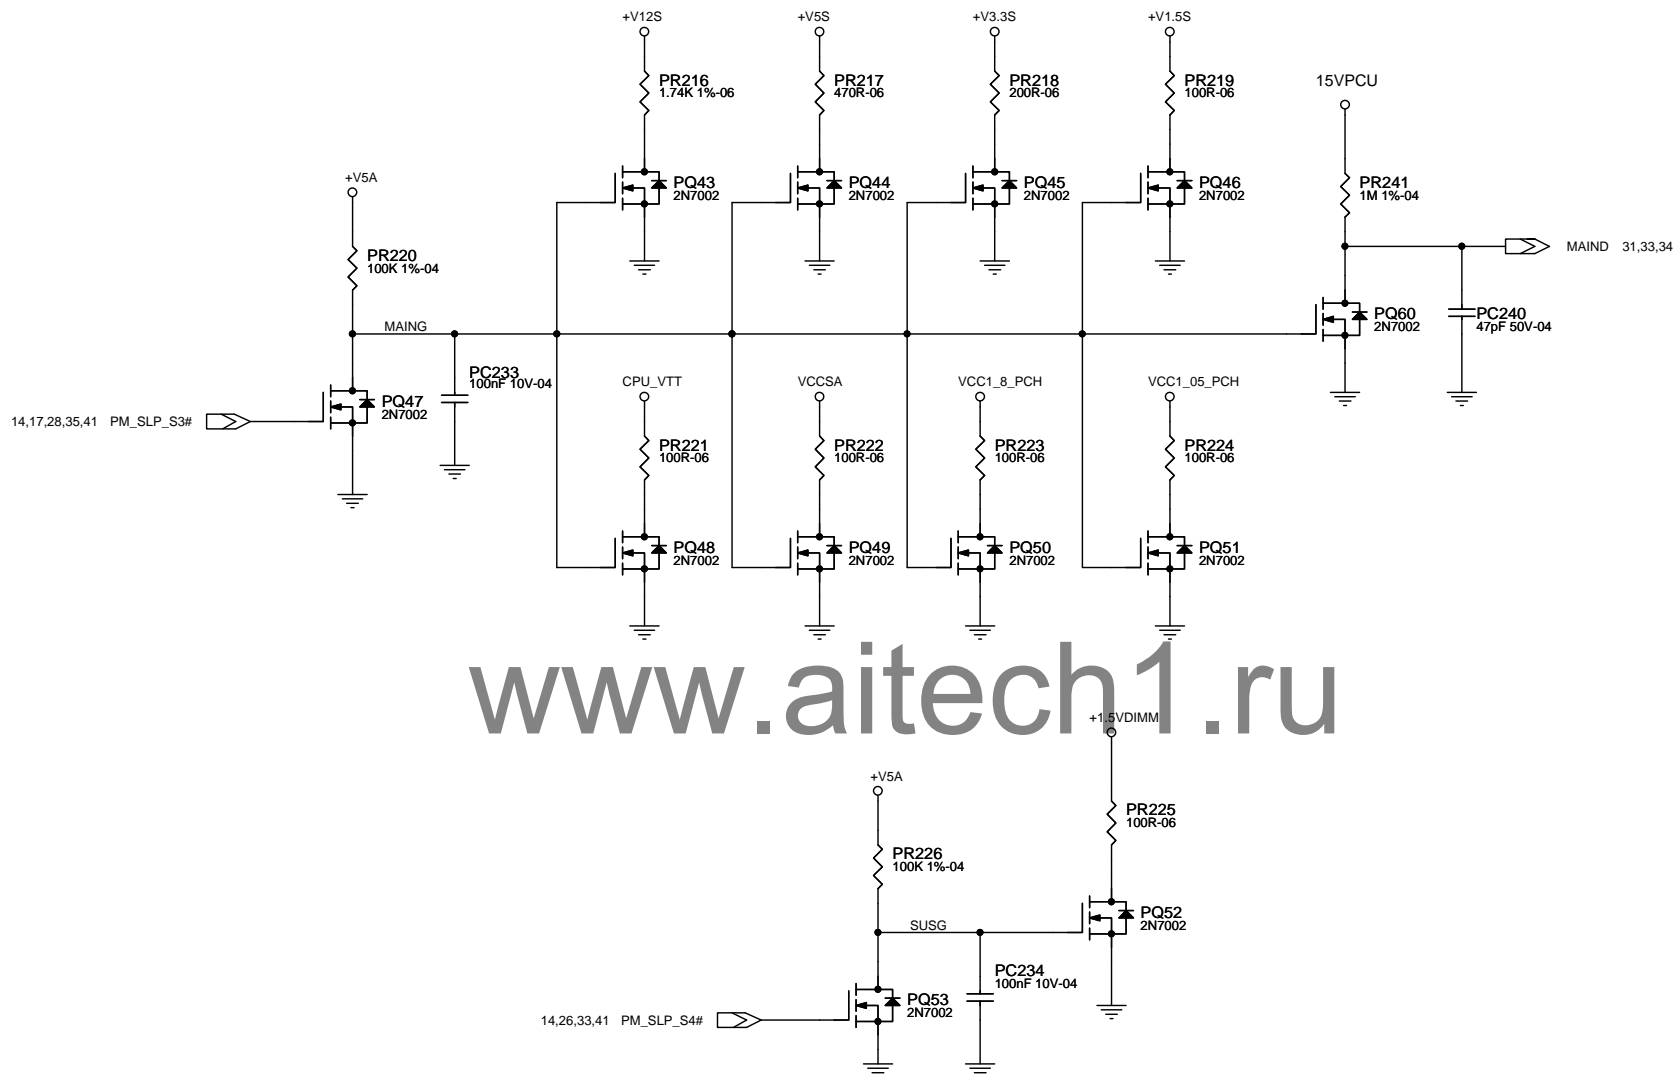 +V12S
+V5S
+V3.3S
+V1.5S
PR216
1.74K 1%-06
PR217
470R-06
PR218
200R-06
PR219
100R-06
15VPCU
+V5A
PQ43
2N7002
PQ44
2N7002
PQ45
2N7002
PQ46
2N7002
PR241
1M 1%-04
PR220
100K 1%-04
MAIND 31,33,34
MAING
PQ60
2N7002
PC240
47pF 50V-04
PC233
100nF 10V-04
CPU_VTT
VCCSA
VCC1_8_PCH
VCC1_05_PCH
PQ47
2N7002
14,17,28,35,41 PM_SLP_S3#
PR221
100R-06
PR222
100R-06
PR223
100R-06
PR224
100R-06
PQ48
2N7002
PQ49
2N7002
PQ50
2N7002
PQ51
2N7002
www.aitech1.ru
+1.5VDIMM
+V5A
PR225
100R-06
PR226
100K 1%-04
PQ52
2N7002
SUSG
PC234
100nF 10V-04
PQ53
2N7002
14,26,33,41 PM_SLP_S4#